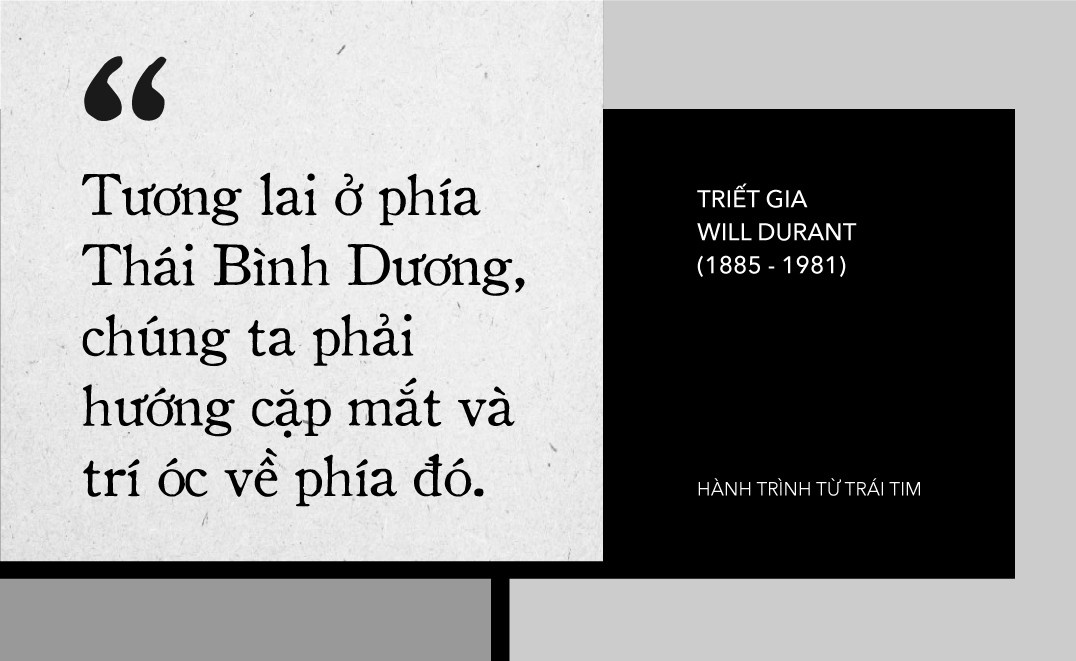 “
Tương lai ở phía
Thái Bình Dương,
chúng ta phải
hướng cặp mắt và
trí óc về phía đó.
TRIẾT GIA
WILL DURANT
(1885 - 1981)
HÀNH TRÌNH TỪ TRÁI TIM